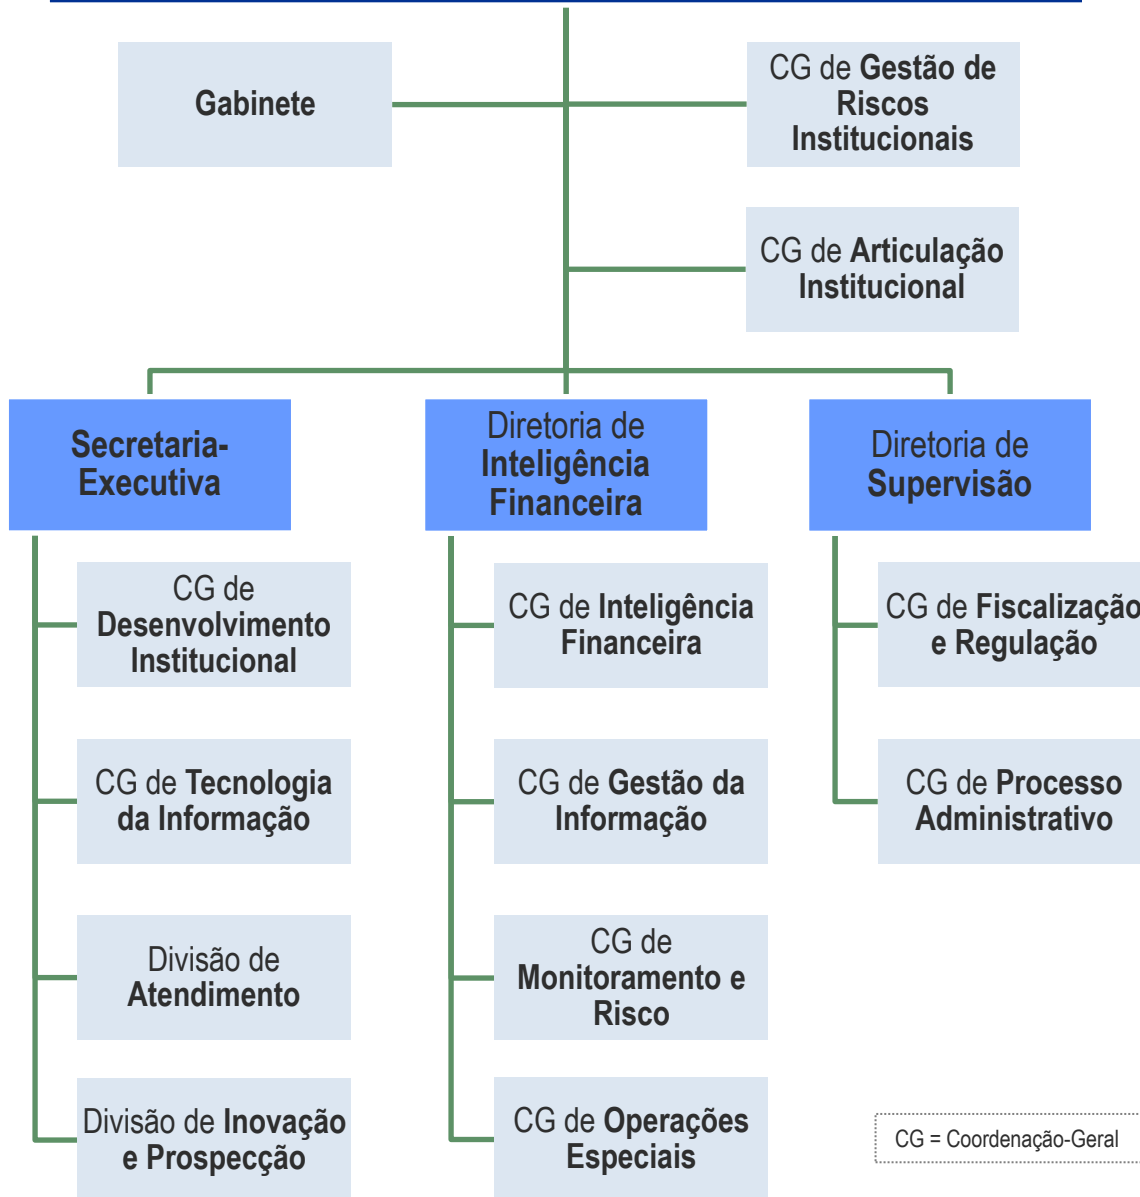 Gabinete
CG de Gestão de
Riscos
Institucionais
CG de Articulação
Institucional
Secretaria-
Executiva
Diretoria de
Inteligência
Financeira
Diretoria de
Supervisão
CG de
Desenvolvimento
Institucional
CG de Inteligência
Financeira
CG de Fiscalização
e Regulação
CG de Tecnologia
da Informação
CG de Gestão da
Informação
CG de Processo
Administrativo
Divisão de
Atendimento
CG de
Monitoramento e
Risco
Divisão de Inovação
e Prospecção
CG de Operações
Especiais
CG = Coordenação-Geral